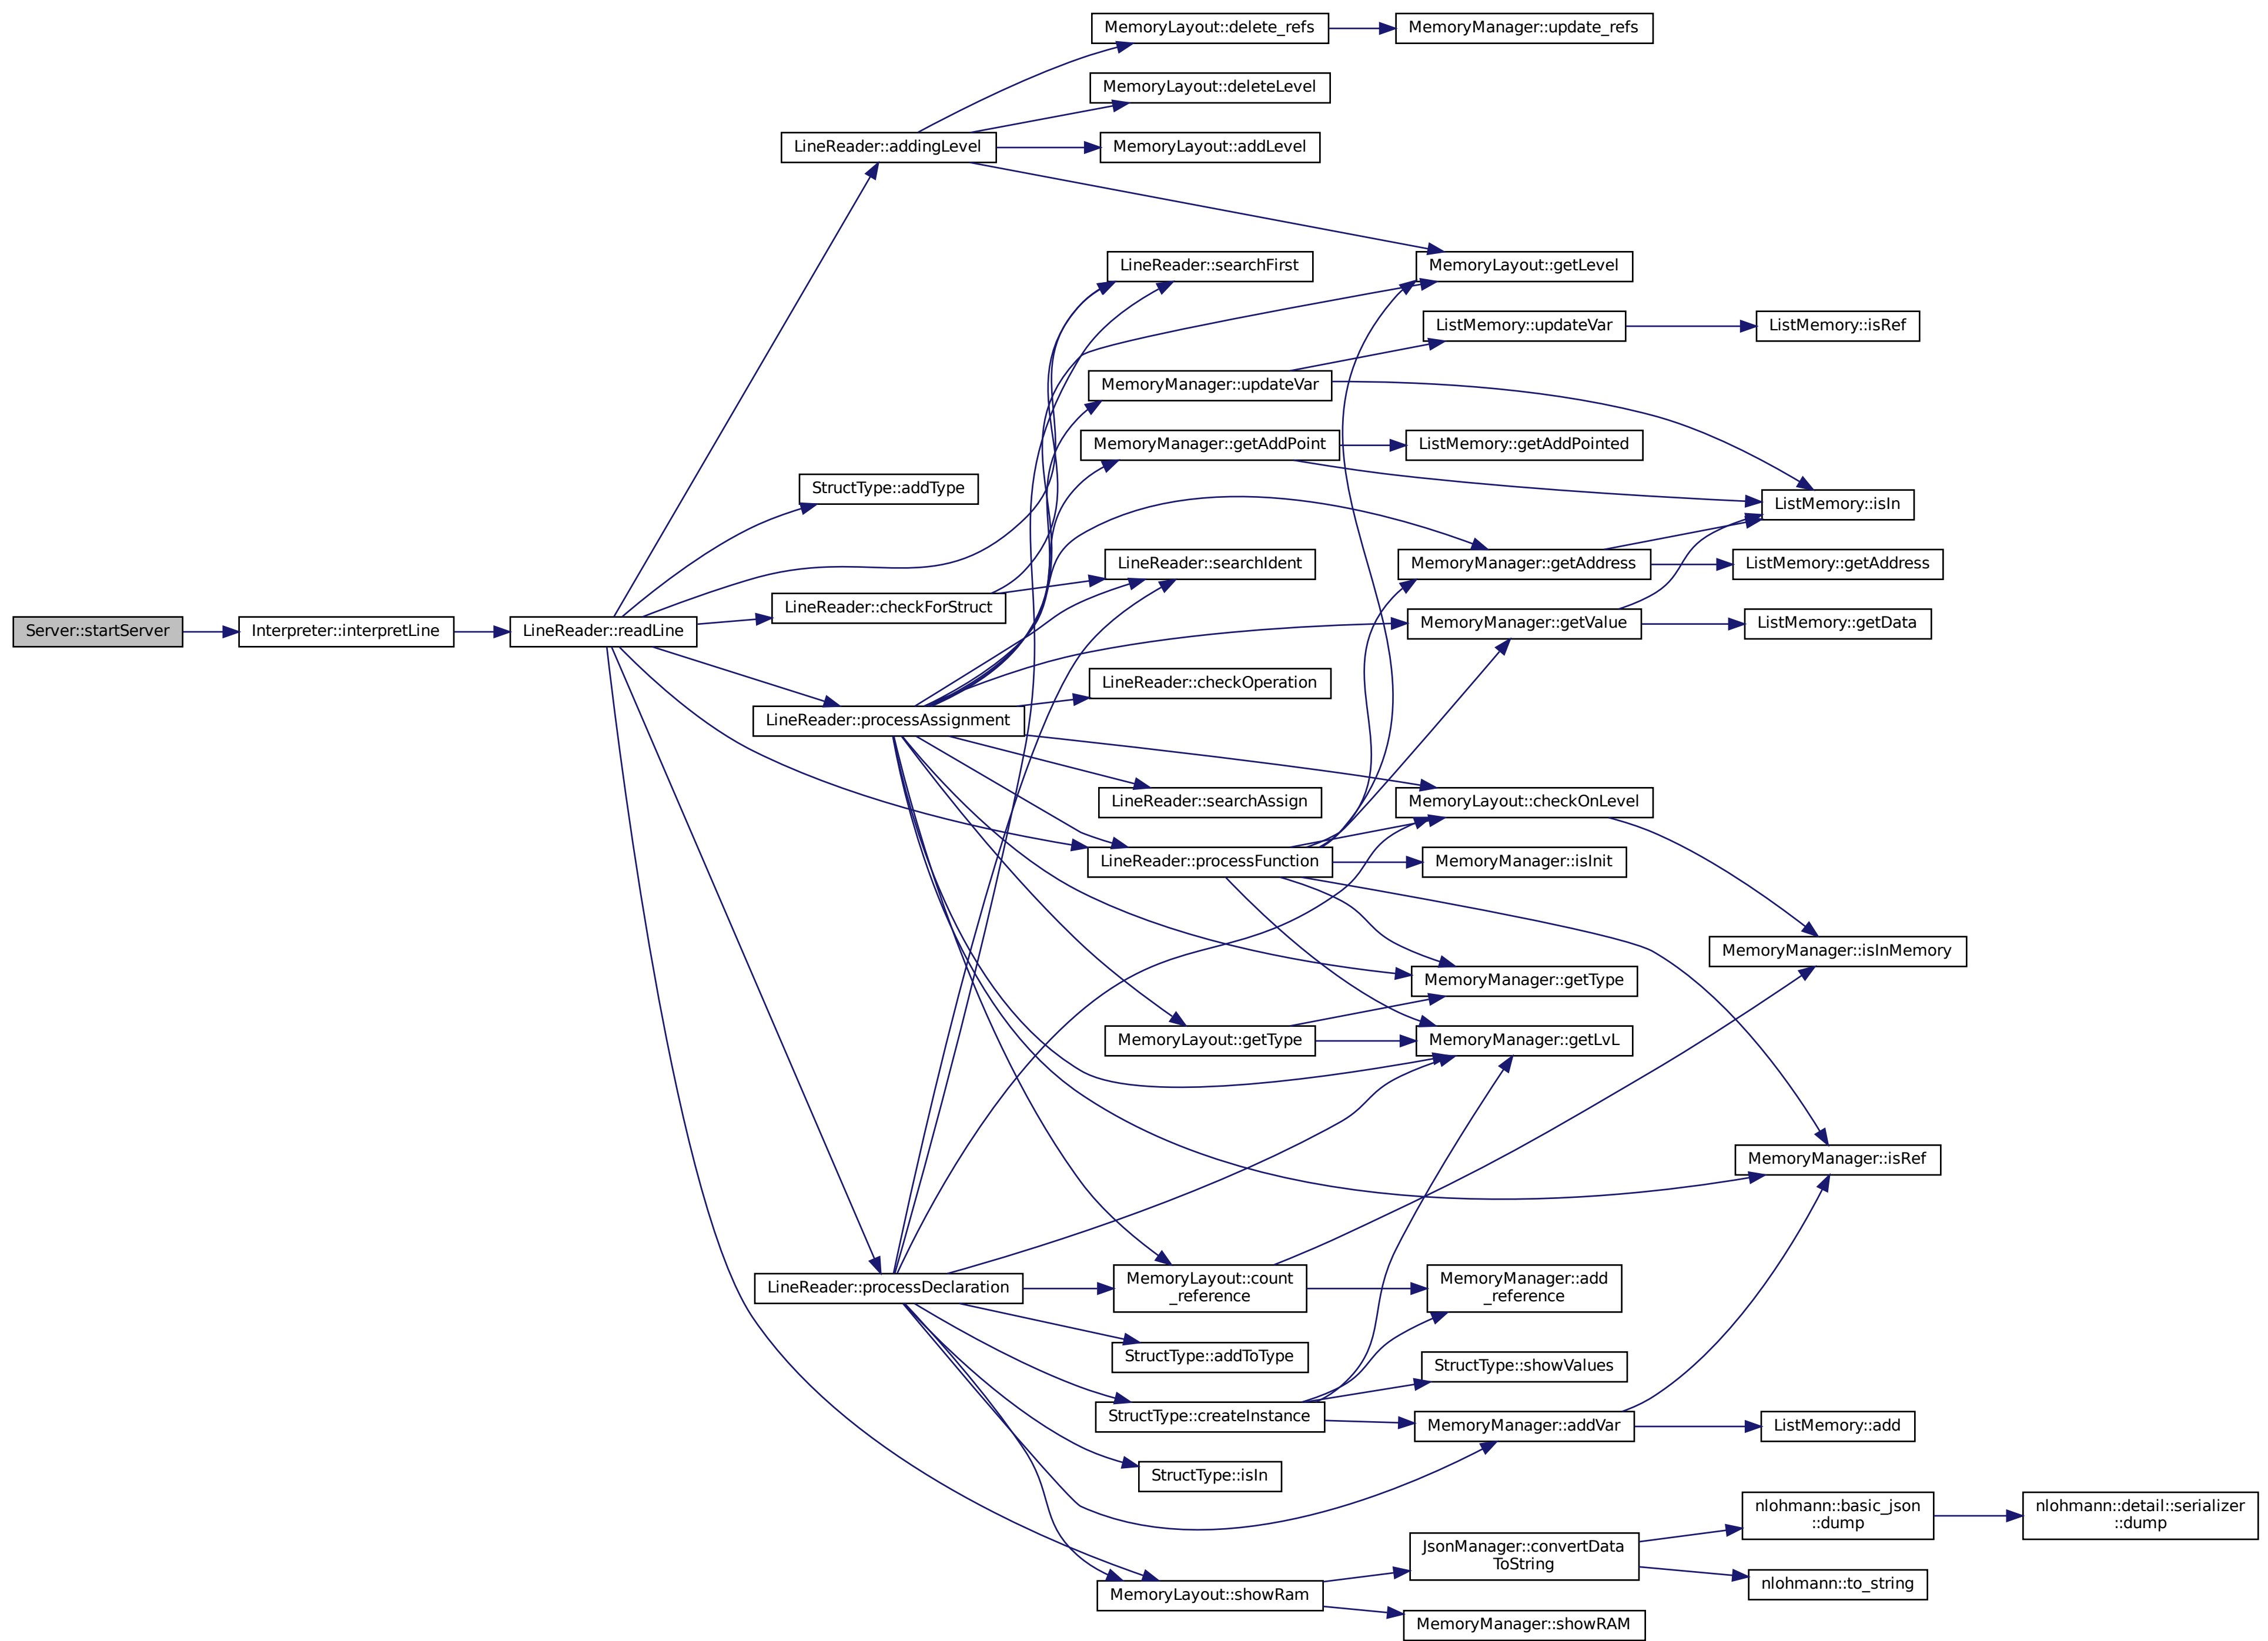 MemoryLayout::delete_refs
MemoryManager::update_refs
MemoryLayout::deleteLevel
LineReader::addingLevel
MemoryLayout::addLevel
LineReader::searchFirst
MemoryLayout::getLevel
ListMemory::updateVar
ListMemory::isRef
MemoryManager::updateVar
MemoryManager::getAddPoint
ListMemory::getAddPointed
StructType::addType
ListMemory::isIn
LineReader::searchIdent
MemoryManager::getAddress
ListMemory::getAddress
LineReader::checkForStruct
Server::startServer
Interpreter::interpretLine
LineReader::readLine
MemoryManager::getValue
ListMemory::getData
LineReader::checkOperation
LineReader::processAssignment
LineReader::searchAssign
MemoryLayout::checkOnLevel
LineReader::processFunction
MemoryManager::isInit
MemoryManager::isInMemory
MemoryManager::getType
MemoryLayout::getType
MemoryManager::getLvL
MemoryManager::isRef
LineReader::processDeclaration
MemoryLayout::count
_reference
MemoryManager::add
_reference
StructType::addToType
StructType::showValues
StructType::createInstance
MemoryManager::addVar
ListMemory::add
StructType::isIn
nlohmann::basic_json
::dump
nlohmann::detail::serializer
::dump
JsonManager::convertData
ToString
nlohmann::to_string
MemoryLayout::showRam
MemoryManager::showRAM